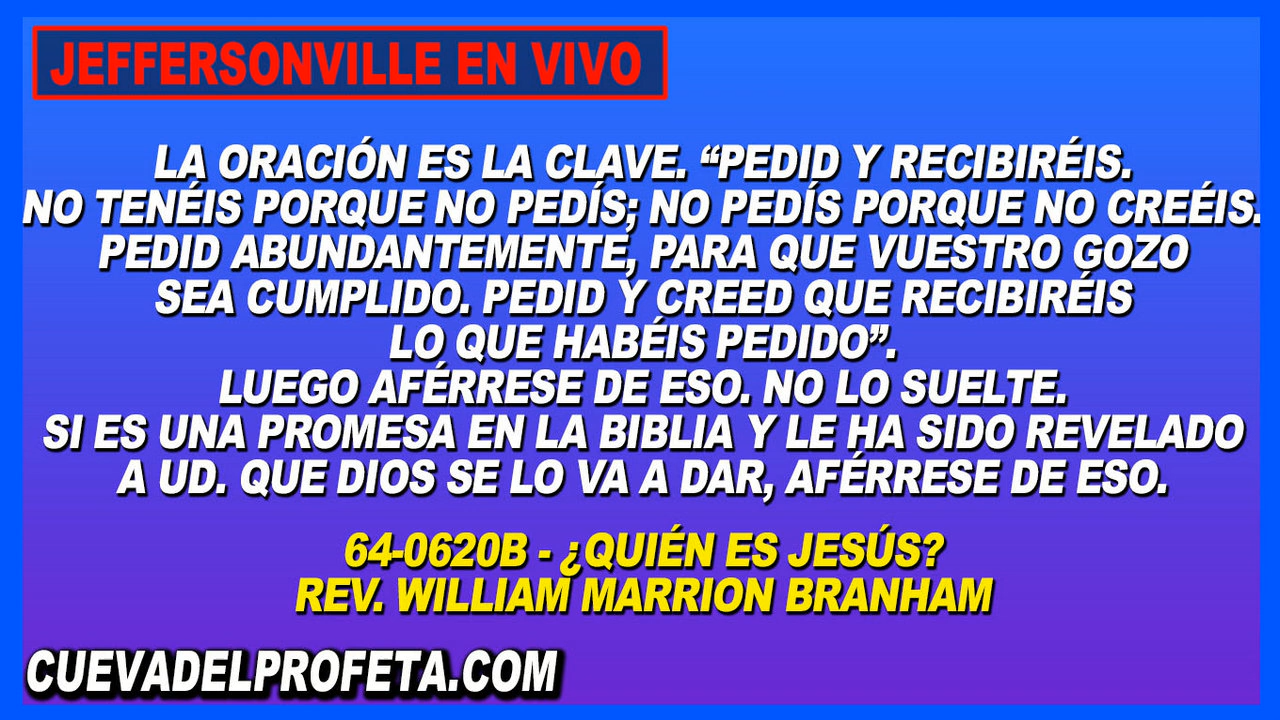 JEFFERSONVILLE EN VIVO
LA ORACIÓN ES LA CLAVE. “PEDID Y RECIBIRÉIS.
NO TENÉIS PORQUE NO PEDÍS; NO PEDÍS PORQUE NO CREÉIS.
PEDID ABUNDANTEMENTE, PARA QUE VUESTRO GOZO
SEA CUMPLIDO. PEDID Y CREED QUE RECIBIRÉIS
LO QUE HABÉIS PEDIDO”.
LUEGO AFÉRRESE DE ESO. NO LO SUELTE.
SI ES UNA PROMESA EN LA BIBLIA Y LE HA SIDO REVELADO
A UD. QUE DIOS SE LO VA A DAR, AFÉRRESE DE ESO.
64-0620B - ¿QUIÉN ES JESÚS?
REV. WILLIAM MARRION BRANHAM
CUEVADELPROFETA.COM